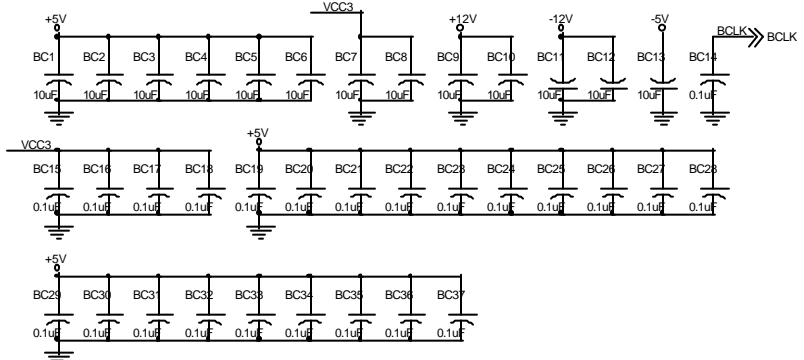 VCC3
+5V +12V -12V -5V
BCLK BCLK
BC1 BC2 BC3 BC4 BC5 BC6 BC7 BC8 BC9 BC10 BC11 BC12 BC13 BC14
10uF 10uF 10uF 10uF 10uF 10uF 10uF 10uF 10uF 10uF 10uF 10uF 10uF 0.1uF
+5V
VCC3
BC15 BC16 BC17 BC18 BC19 BC20 BC21 BC22 BC23 BC24 BC25 BC26 BC27 BC28
0.1uF 0.1uF 0.1uF 0.1uF 0.1uF 0.1uF 0.1uF 0.1uF 0.1uF 0.1uF 0.1uF 0.1uF 0.1uF 0.1uF
+5V
BC29 BC30 BC31 BC32 BC33 BC34 BC35 BC36 BC37
0.1uF 0.1uF 0.1uF 0.1uF 0.1uF 0.1uF 0.1uF 0.1uF 0.1uF